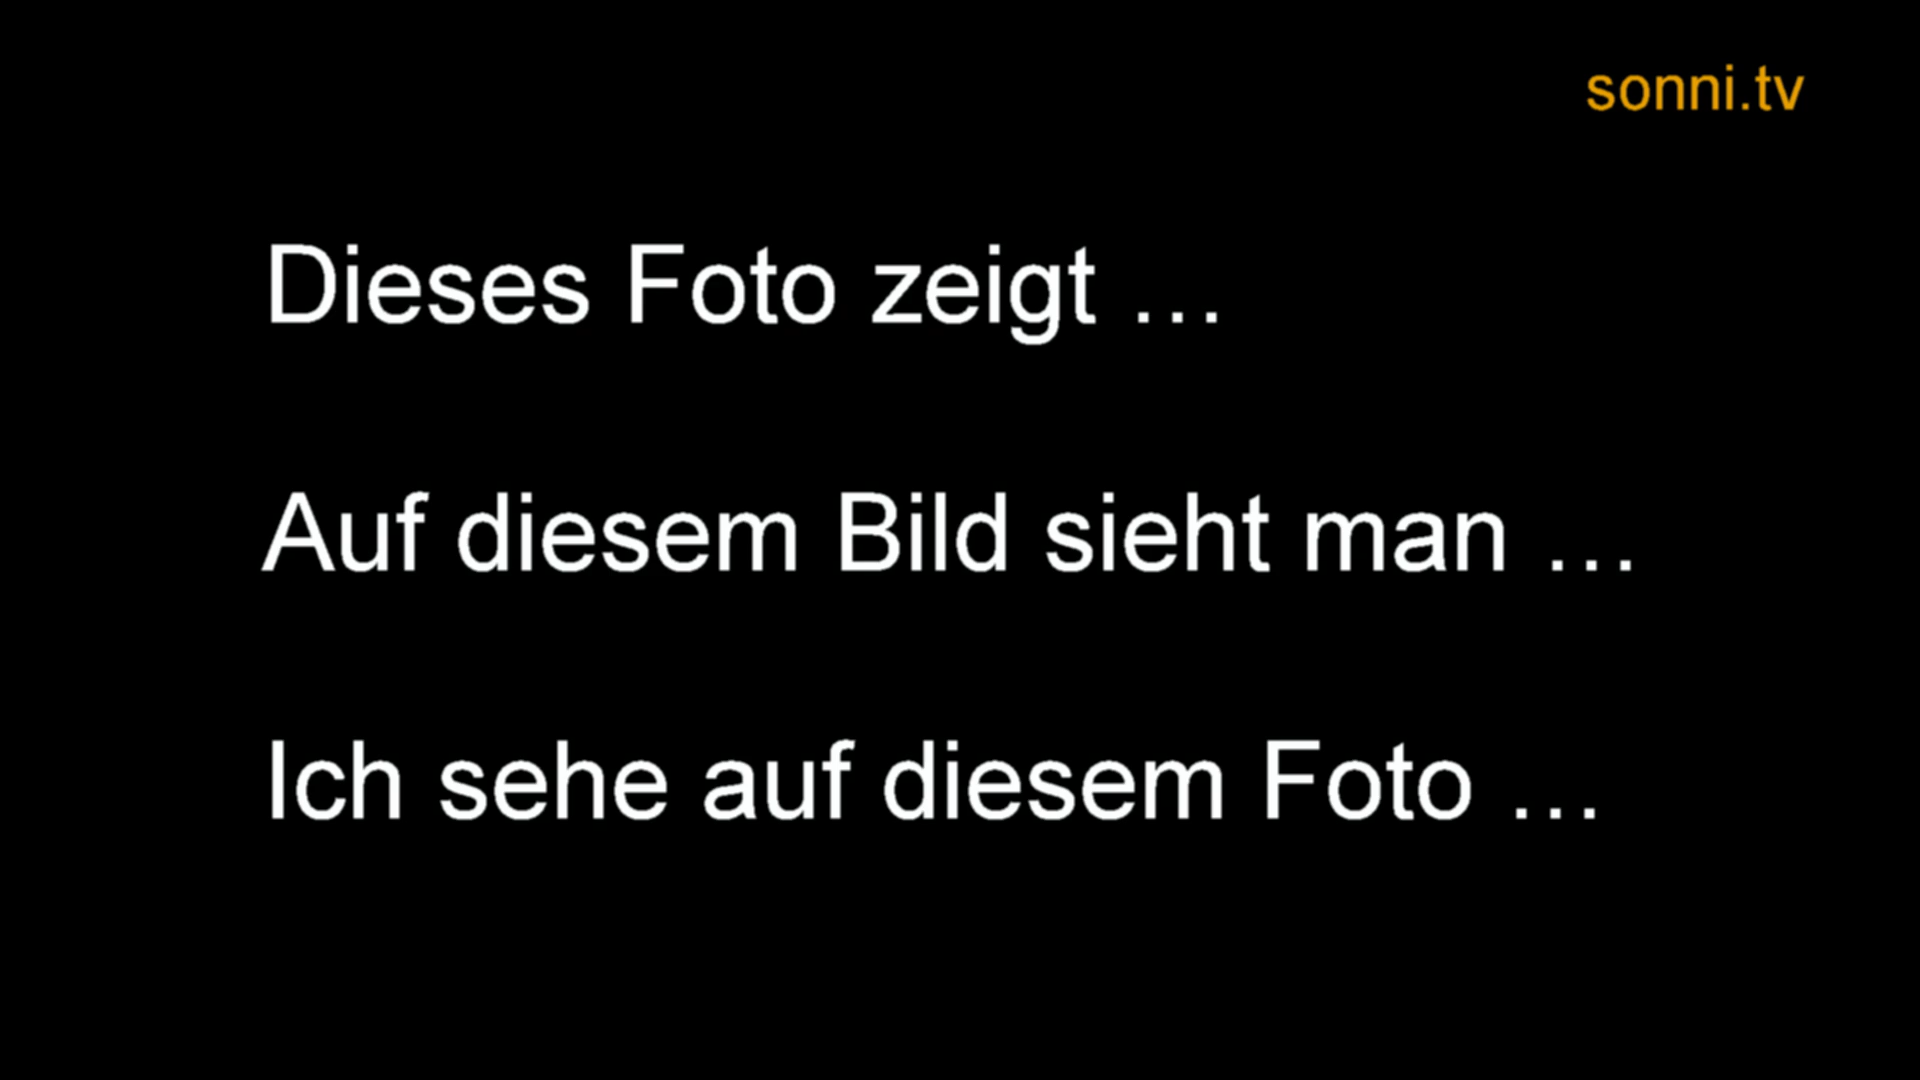 sonni.tv
Dieses Foto zeigt …
Auf diesem Bild sieht man …
Ich sehe auf diesem Foto …